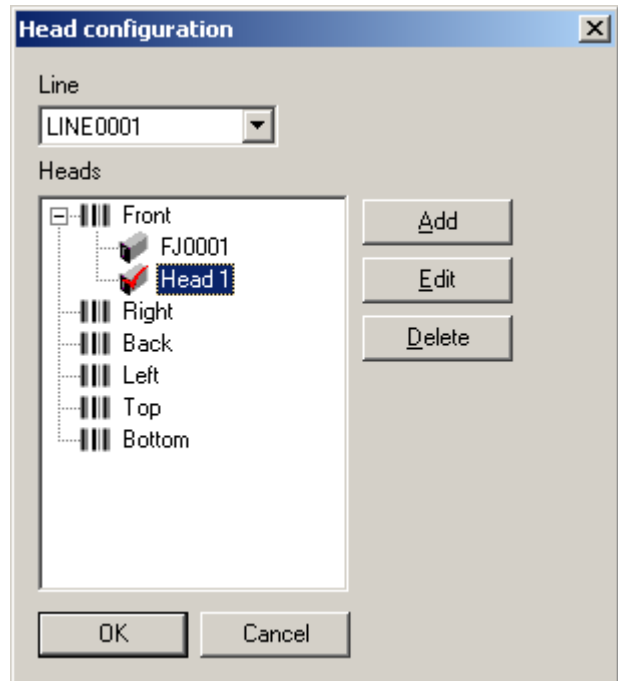 Head configuration
Line
LINE0001
Heads
Front
FJ0001
Head 1
Right
Back
Left
Top
Bottom
Add
Edit
Delete
OK
Cancel